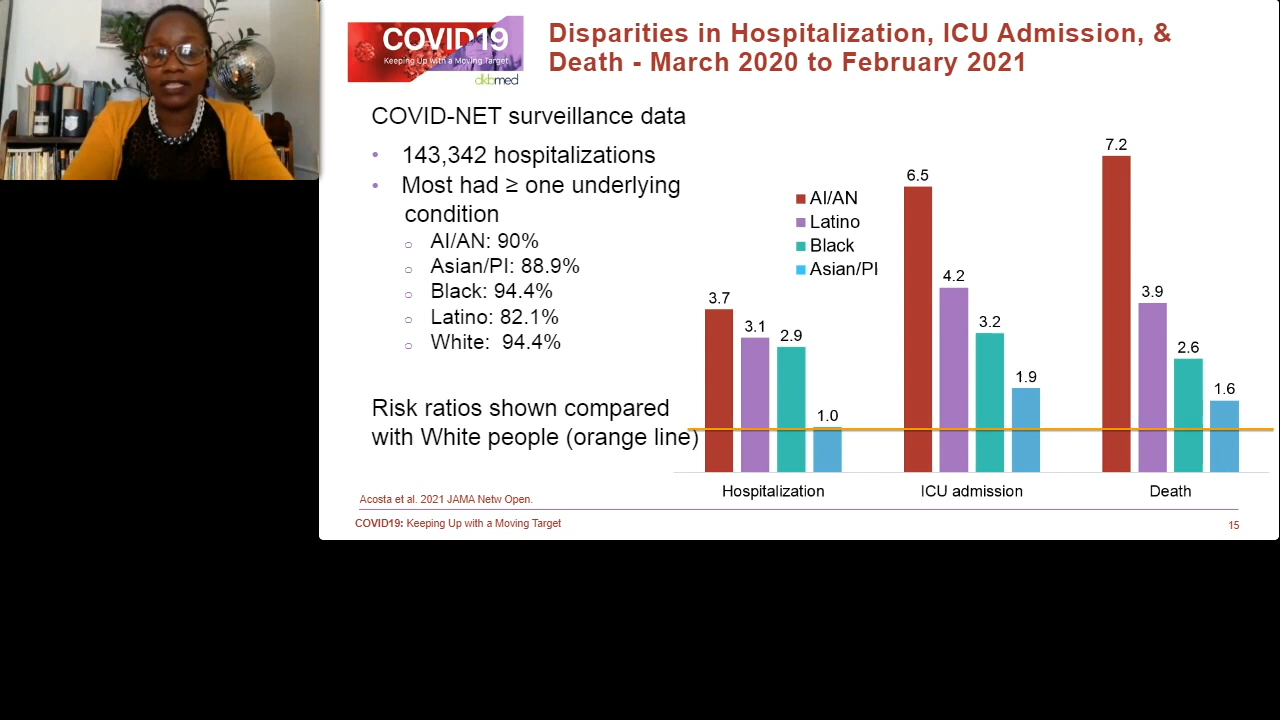 COVID19
Keeping Up with a Moving Target
dkbmed
Disparities in Hospitalization, ICU Admission, &
Death - March 2020 to February 2021
COVID-NET surveillance data
• 143,342 hospitalizations
• Most had ≥ one underlying
condition
o AI/AN: 90%
o Asian/PI: 88.9%
o Black: 94.4%
o Latino: 82.1%
o White: 94.4%
Risk ratios shown compared
with White people (orange line)
AI/AN
Latino
Black
Asian/PI
3.7
3.1
2.9
1.0
6.5
4.2
3.2
1.9
7.2
3.9
2.6
1.6
Hospitalization
ICU admission
Death
Acosta et al. 2021 JAMA Netw Open.
COVID19: Keeping Up with a Moving Target
15